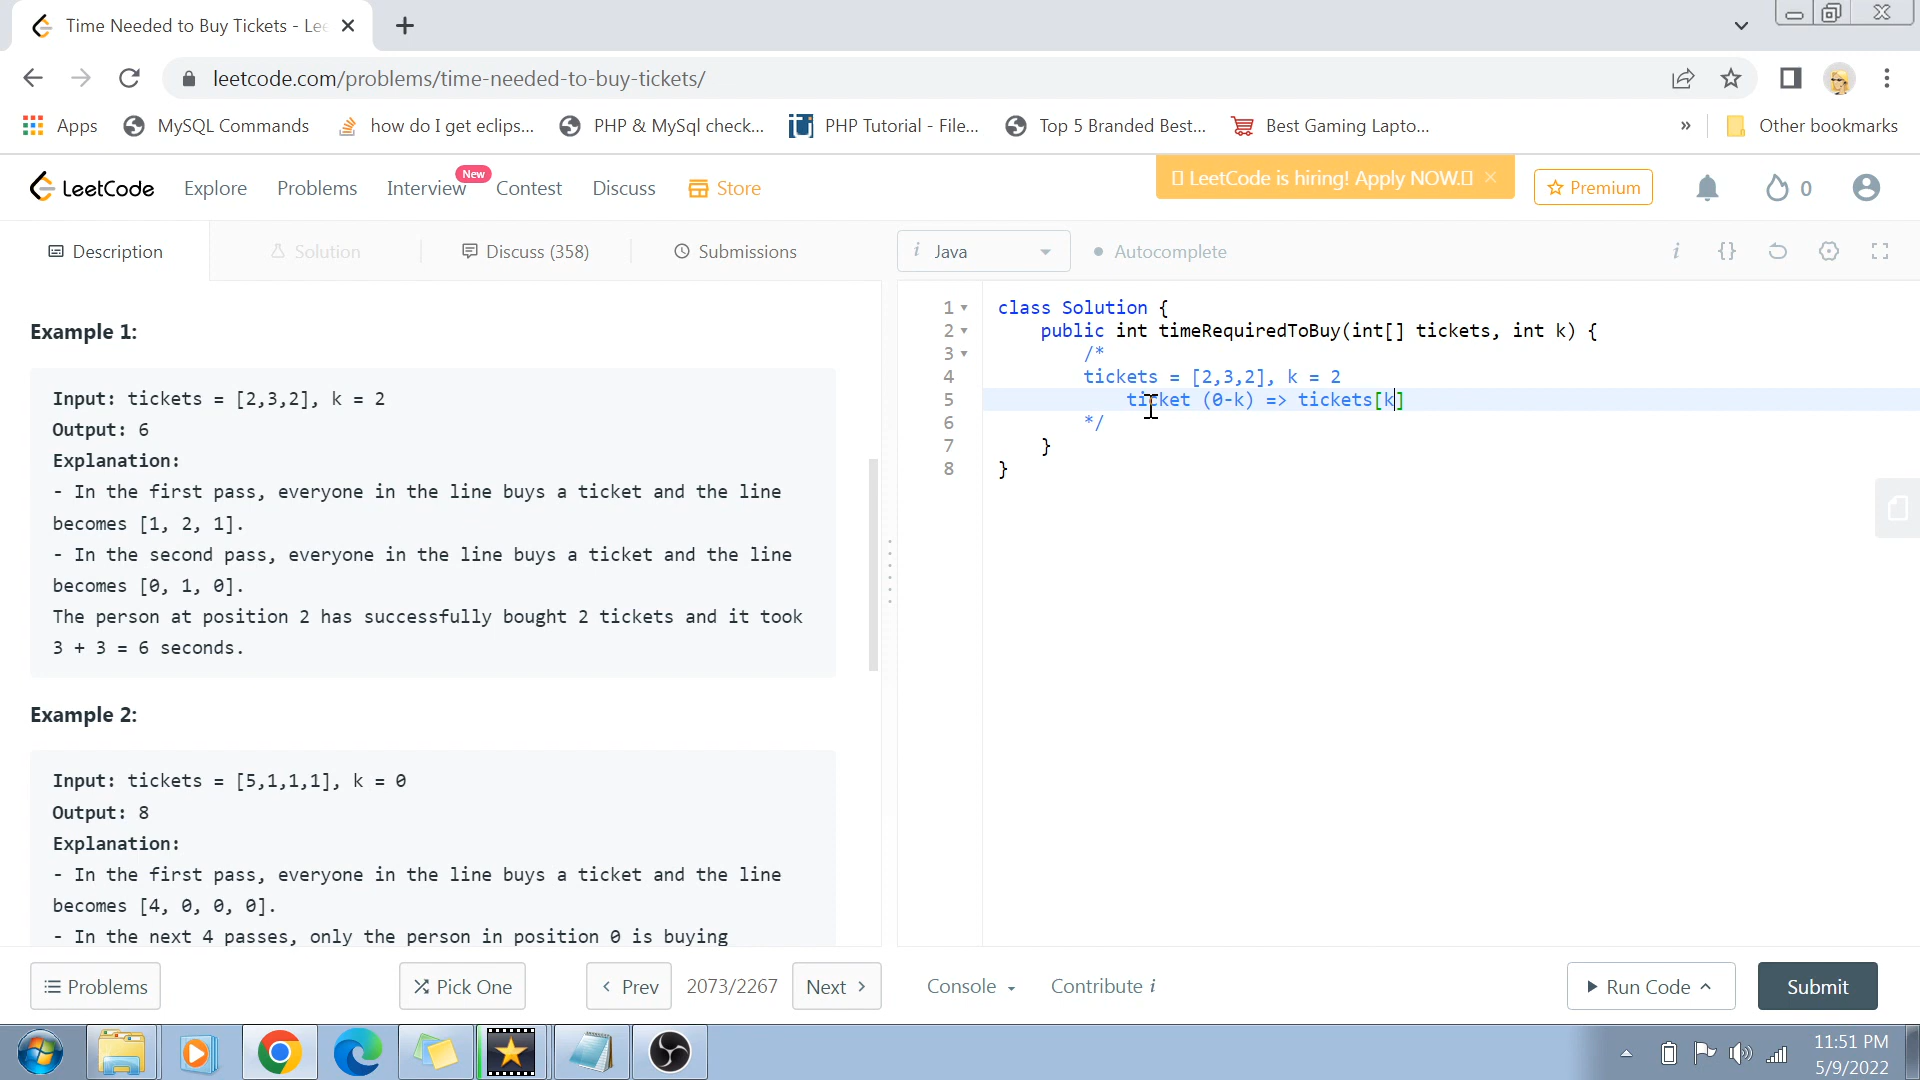 Time Needed to Buy Tickets - Lee
leetcode.com/problems/time-needed-to-buy-tickets/
Apps MySQL Commands how do I get eclips... PHP & MySql check... PHP Tutorial - File... Top 5 Branded Best... Best Gaming Lapto... » Other bookmarks
LeetCode Explore Problems Interview New Contest Discuss Store LeetCode is hiring! Apply NOW. × Premium 0
Description Solution Discuss (358) Submissions i Java Autocomplete i {}
Example 1:
Input: tickets = [2,3,2], k = 2
Output: 6
Explanation:
- In the first pass, everyone in the line buys a ticket and the line
becomes [1, 2, 1].
- In the second pass, everyone in the line buys a ticket and the line
becomes [0, 1, 0].
The person at position 2 has successfully bought 2 tickets and it took
3 + 3 = 6 seconds.
Example 2:
Input: tickets = [5,1,1,1], k = 0
Output: 8
Explanation:
- In the first pass, everyone in the line buys a ticket and the line
becomes [4, 0, 0, 0].
- In the next 4 passes, only the person in position 0 is buying
1 class Solution {
2 public int timeRequiredToBuy(int[] tickets, int k) {
3 /*
4 tickets = [2,3,2], k = 2
5 ticket (0-k) => tickets[k]
6 */
7 }
8 }
Problems Pick One Prev 2073/2267 Next Console Contribute i Run Code Submit
11:51 PM
5/9/2022